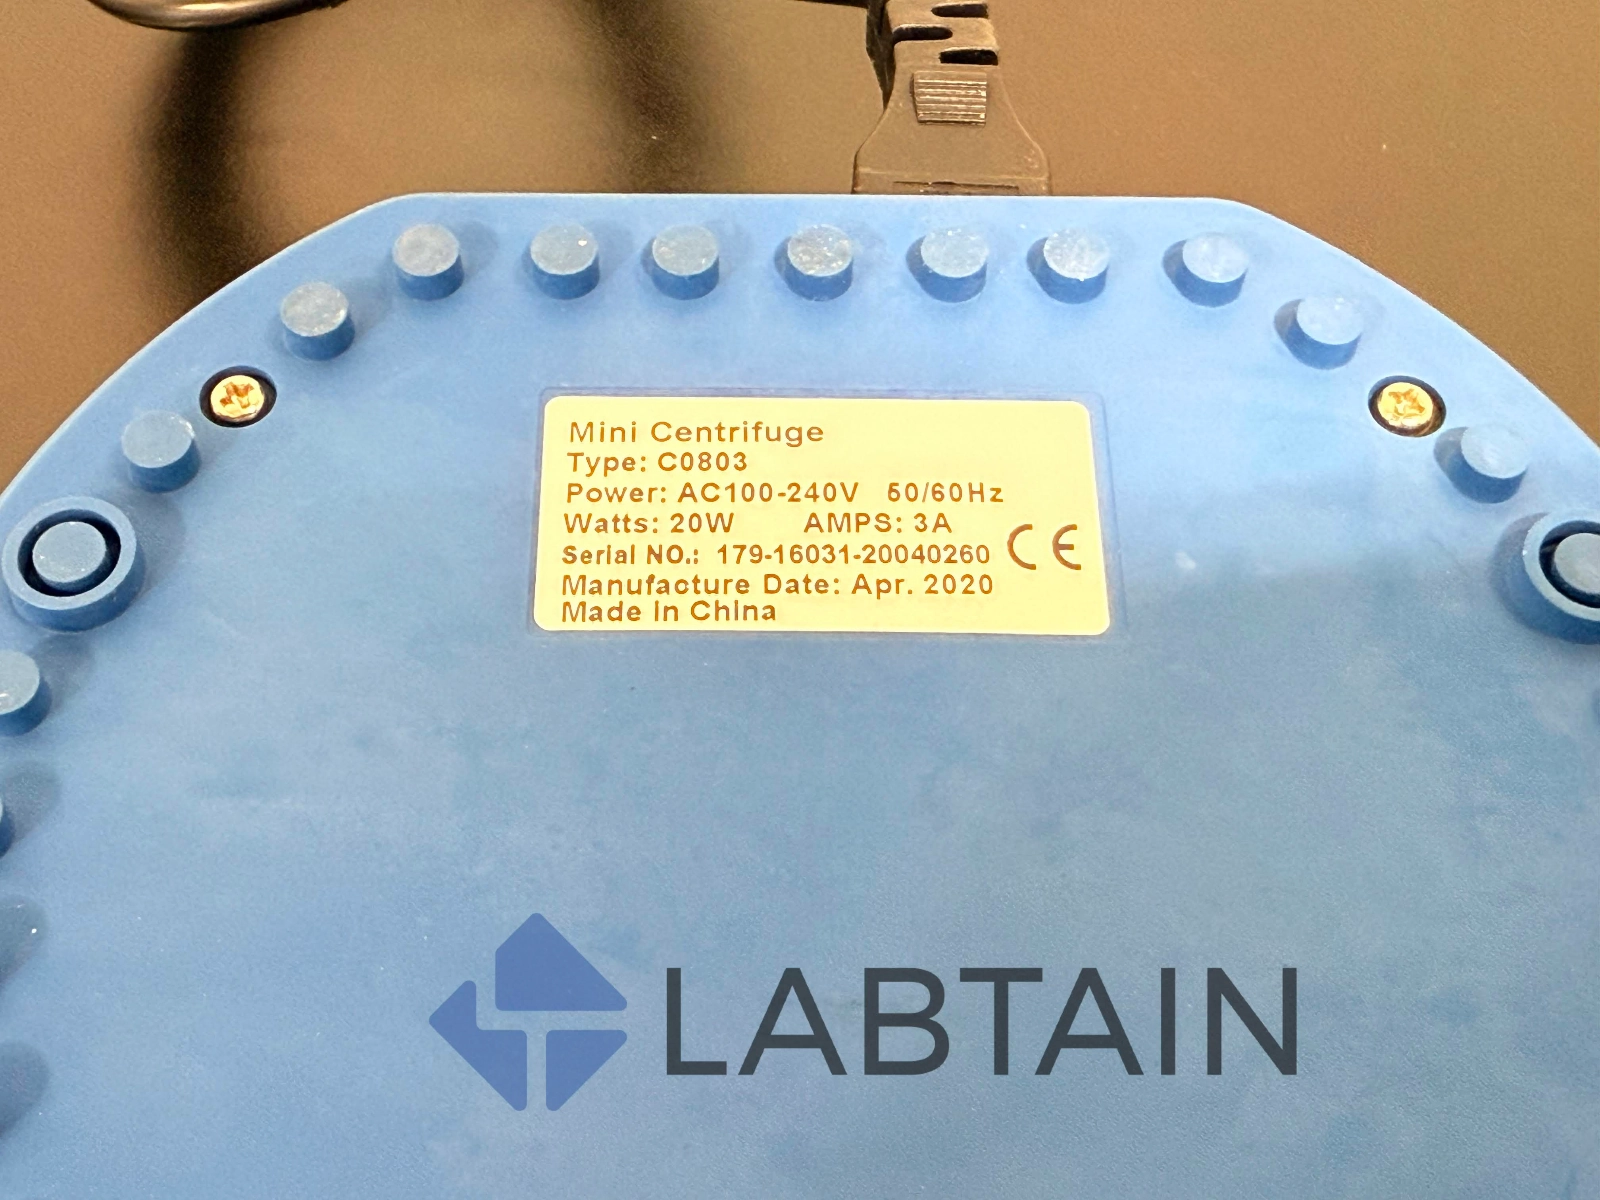 Mini Centrifuge
Type: C0803
Power: AC100-240V 50/60Hz
Watts: 20W AMPS: 3A
Serial NO.: 179-16031-20040260
Manufacture Date: Apr. 2020
Made in China
CE
LABTAIN